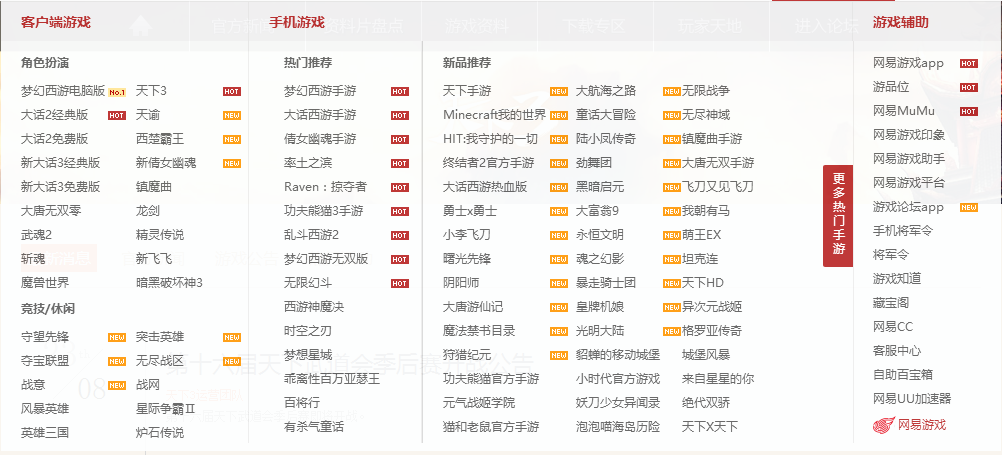 客户端游戏
角色扮演
梦幻西游电脑版 No.1 天下3 HOT
大话2经典版 HOT 天谕 NEW
大话2免费版 西楚霸王 NEW
新大话3经典版 新倩女幽魂 NEW
新大话3免费版 镇魔曲
大唐无双零 龙剑
武魂2 精灵传说
斩魂 新飞飞
魔兽世界 暗黑破坏神3
竞技/休闲
守望先锋 NEW 突击英雄 NEW
夺宝联盟 NEW 无尽战区 NEW
战意 NEW 战网
风暴英雄 星际争霸Ⅱ
英雄三国 炉石传说
手机游戏
热门推荐
梦幻西游手游 HOT
大话西游手游 HOT
倩女幽魂手游 HOT
率土之滨 HOT
Raven：掠夺者 HOT
功夫熊猫3手游 HOT
乱斗西游2 HOT
梦幻西游无双版 HOT
无限幻斗 HOT
西游神魔决
时空之刃
梦想星城
乖离性百万亚瑟王
百将行
有杀气童话
新品推荐
天下手游 NEW 大航海之路 NEW 无限战争
Minecraft我的世界 NEW 童话大冒险 NEW 无尽神域
HIT:我守护的一切 NEW 陆小凤传奇 NEW 镇魔曲手游
终结者2官方手游 NEW 劲舞团 NEW 大唐无双手游
大话西游热血版 NEW 黑暗启元 NEW 飞刀又见飞刀
勇士x勇士 NEW 大富翁9 NEW 我朝有马
小李飞刀 NEW 永恒文明 NEW 萌王EX
曙光先锋 NEW 魂之幻影 NEW 坦克连
阴阳师 NEW 暴走骑士团 NEW 天下HD
大唐游仙记 NEW 皇牌机娘 NEW 异次元战姬
魔法禁书目录 NEW 光明大陆 NEW 格罗亚传奇
狩猎纪元 NEW 貂蝉的移动城堡 城堡风暴
功夫熊猫官方手游 小时代官方游戏 来自星星的你
元气战姬学院 妖刀少女异闻录 绝代双骄
猫和老鼠官方手游 泡泡喵海岛历险 天下X天下
更多热门手游
游戏辅助
网易游戏app HOT
游品位 HOT
网易MuMu HOT
网易游戏印象
网易游戏助手
网易游戏平台
游戏论坛app NEW
手机将军令
将军令
游戏知道
藏宝阁
网易CC
客服中心
自助百宝箱
网易UU加速器
网易游戏